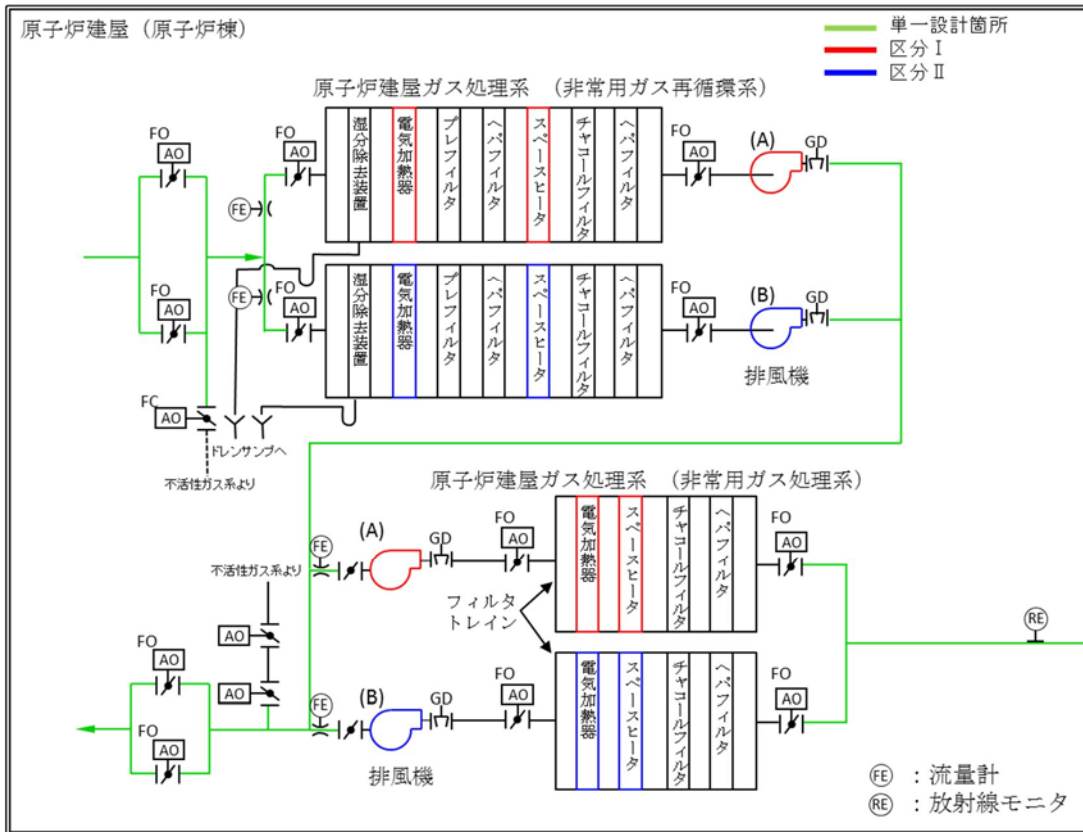 原子炉建屋（原子炉棟）
単一設計箇所
区分Ⅰ
区分Ⅱ
原子炉建屋ガス処理系 （非常用ガス再循環系）
FO
AO
FO
AO
FE
湿分除去装置
電気加熱器
プレフィルタ
ヘパフィルタ
スペースヒータ
チャコールフィルタ
ヘパフィルタ
FO
AO
(A)
GD
FO
AO
FE
FO
AO
湿分除去装置
電気加熱器
プレフィルタ
ヘパフィルタ
スペースヒータ
チャコールフィルタ
ヘパフィルタ
FO
AO
(B)
GD
排風機
FC
AO
ドレンサンプへ
不活性ガス系より
原子炉建屋ガス処理系 （非常用ガス処理系）
FE
(A)
GD
FO
AO
電気加熱器
スペースヒータ
チャコールフィルタ
ヘパフィルタ
FO
AO
不活性ガス系より
フィルタ
トレイン
RE
AO
AO
FO
AO
FO
AO
FE
(B)
GD
FO
AO
電気加熱器
スペースヒータ
チャコールフィルタ
ヘパフィルタ
FO
AO
排風機
FE ：流量計
RE ：放射線モニタ